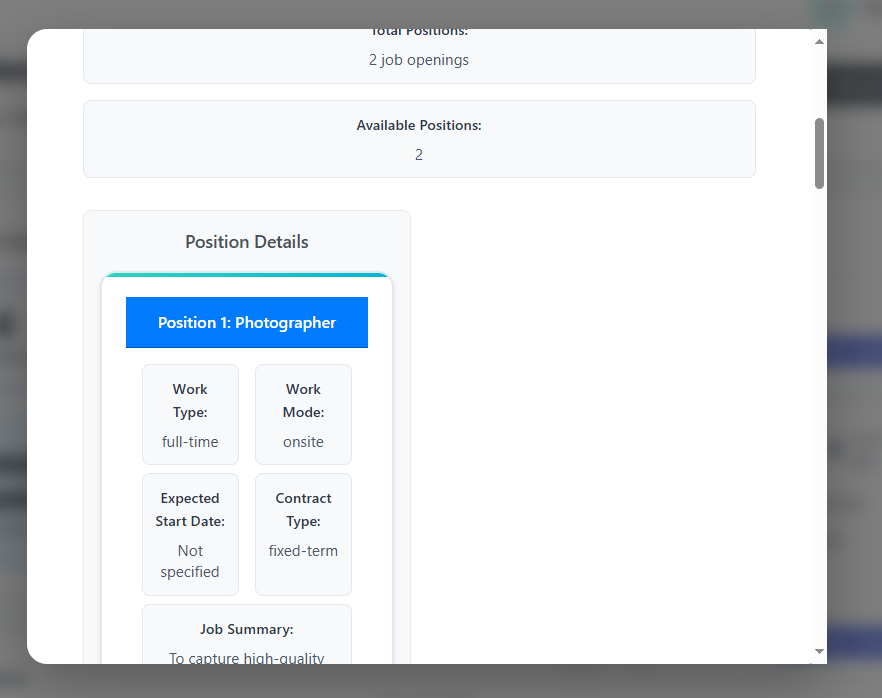 Total Positions:
2 job openings
Available Positions:
2
Position Details
Position 1: Photographer
Work
Type:
full-time
Work
Mode:
onsite
Expected
Start Date:
Not
specified
Contract
Type:
fixed-term
Job Summary:
To capture high-quality